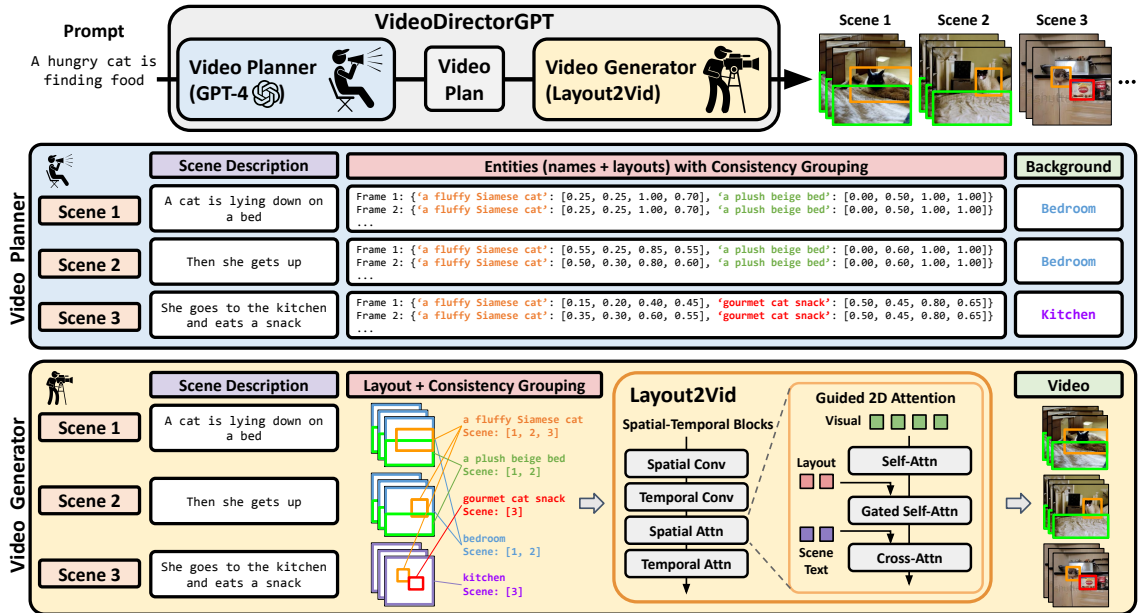 VideoDirectorGPT
Prompt
A hungry cat is
finding food
Video Planner
(GPT-4)
Video
Plan
Video Generator
(Layout2Vid)
Scene 1
Scene 2
Scene 3
...
Video Planner
Scene Description
Entities (names + layouts) with Consistency Grouping
Background
Scene 1
A cat is lying down on
a bed
Frame 1: {‘a fluffy Siamese cat’: [0.25, 0.25, 1.00, 0.70], ‘a plush beige bed’: [0.00, 0.50, 1.00, 1.00]}
Frame 2: {‘a fluffy Siamese cat’: [0.25, 0.25, 1.00, 0.70], ‘a plush beige bed’: [0.00, 0.50, 1.00, 1.00]}
...
Bedroom
Scene 2
Then she gets up
Frame 1: {‘a fluffy Siamese cat’: [0.55, 0.25, 0.85, 0.55], ‘a plush beige bed’: [0.00, 0.60, 1.00, 1.00]}
Frame 2: {‘a fluffy Siamese cat’: [0.50, 0.30, 0.80, 0.60], ‘a plush beige bed’: [0.00, 0.60, 1.00, 1.00]}
...
Bedroom
Scene 3
She goes to the kitchen
and eats a snack
Frame 1: {‘a fluffy Siamese cat’: [0.15, 0.20, 0.40, 0.45], ‘gourmet cat snack’: [0.50, 0.45, 0.80, 0.65]}
Frame 2: {‘a fluffy Siamese cat’: [0.35, 0.30, 0.60, 0.55], ‘gourmet cat snack’: [0.50, 0.45, 0.80, 0.65]}
...
Kitchen
Video Generator
Scene Description
Layout + Consistency Grouping
Scene 1
A cat is lying down on
a bed
Scene 2
Then she gets up
Scene 3
She goes to the kitchen
and eats a snack
a fluffy Siamese cat
Scene: [1, 2, 3]
a plush beige bed
Scene: [1, 2]
gourmet cat snack
Scene: [3]
bedroom
Scene: [1, 2]
kitchen
Scene: [3]
Layout2Vid
Spatial-Temporal Blocks
Spatial Conv
Temporal Conv
Spatial Attn
Temporal Attn
Guided 2D Attention
Visual
Self-Attn
Layout
Gated Self-Attn
Scene
Text
Cross-Attn
Video